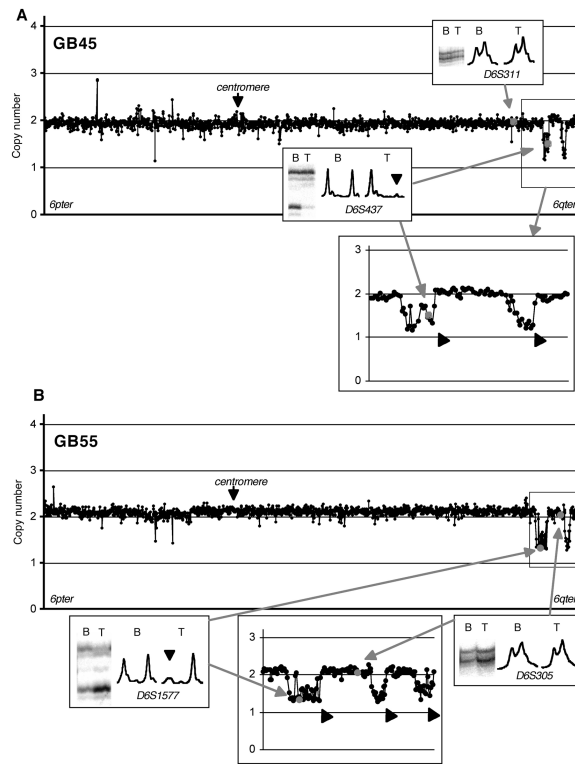 A
GB45
4
3
2
1
0
Copy number
centromere
6pter
6qter
B T B T
D6S311
B T B T
D6S437
3
2
1
0
B
GB55
4
3
2
1
0
Copy number
centromere
6pter
6qter
B T B T
D6S1577
3
2
1
0
B T B T
D6S305